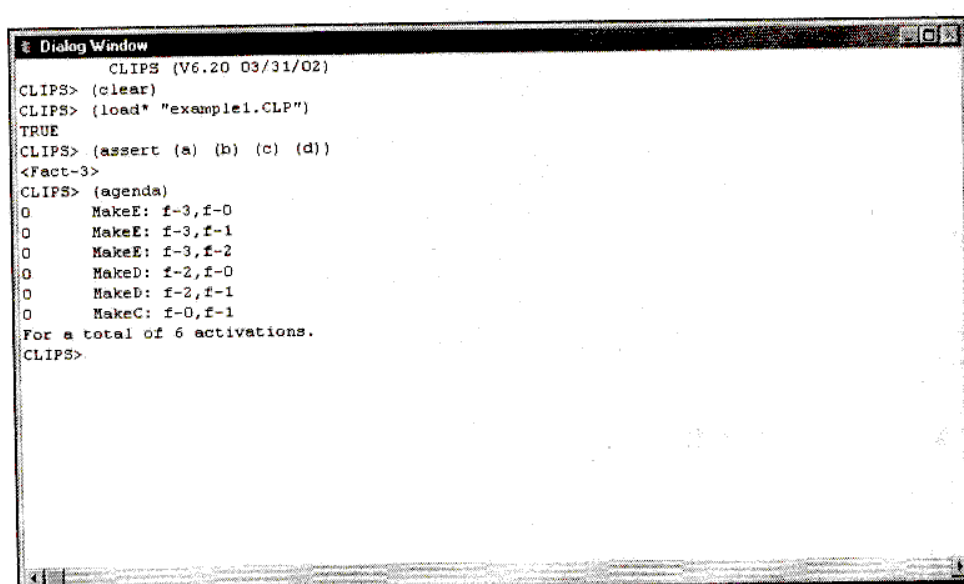 Dialog Window
CLIPS (V6.20 03/31/02)
CLIPS> (clear)
CLIPS> (load* "example1.CLP")
TRUE
CLIPS> (assert (a) (b) (c) (d))
<Fact-3>
CLIPS> (agenda)
0 MakeE: f-3,f-0
0 MakeE: f-3,f-1
0 MakeE: f-3,f-2
0 MakeD: f-2,f-0
0 MakeD: f-2,f-1
0 MakeC: f-0,f-1
For a total of 6 activations.
CLIPS>